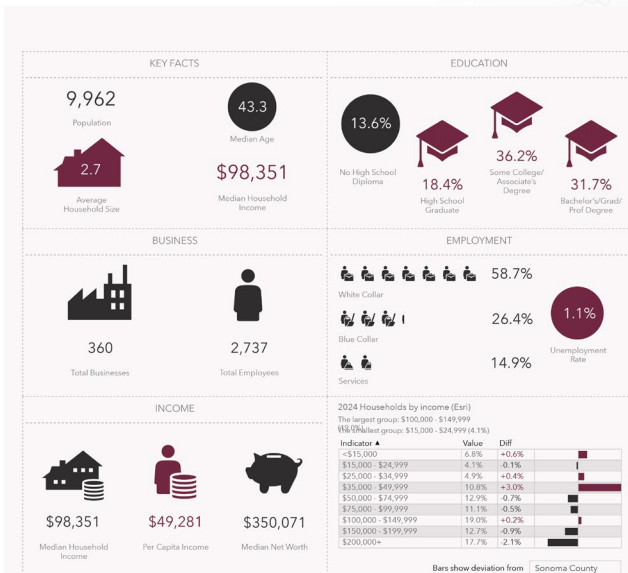 KEY FACTS
9,962
Population
43.3
Median Age
2.7
Average
Household Size
$98,351
Median Household
Income
EDUCATION
13.6%
No High School
Diploma
18.4%
High School
Graduate
36.2%
Some College/
Associate's
Degree
31.7%
Bachelor's/Grad/
Prof Degree
BUSINESS
360
Total Businesses
2,737
Total Employees
EMPLOYMENT
58.7%
White Collar
26.4%
Blue Collar
14.9%
Services
1.1%
Unemployment
Rate
INCOME
$98,351
Median Household
Income
$49,281
Per Capita Income
$350,071
Median Net Worth
2024 Households by income (Esri)
The largest group: $100,000 - $149,999
(19.0%)
The smallest group: $15,000 - $24,999 (4.1%)
Indicator ▲ Value Diff
<$15,000 6.8% +0.6%
$15,000 - $24,999 4.1% -0.1%
$25,000 - $34,999 4.9% +0.4%
$35,000 - $49,999 10.8% +3.0%
$50,000 - $74,999 12.9% -0.7%
$75,000 - $99,999 11.1% -0.5%
$100,000 - $149,999 19.0% +0.2%
$150,000 - $199,999 12.7% -0.9%
$200,000+ 17.7% -2.1%
Bars show deviation from Sonoma County